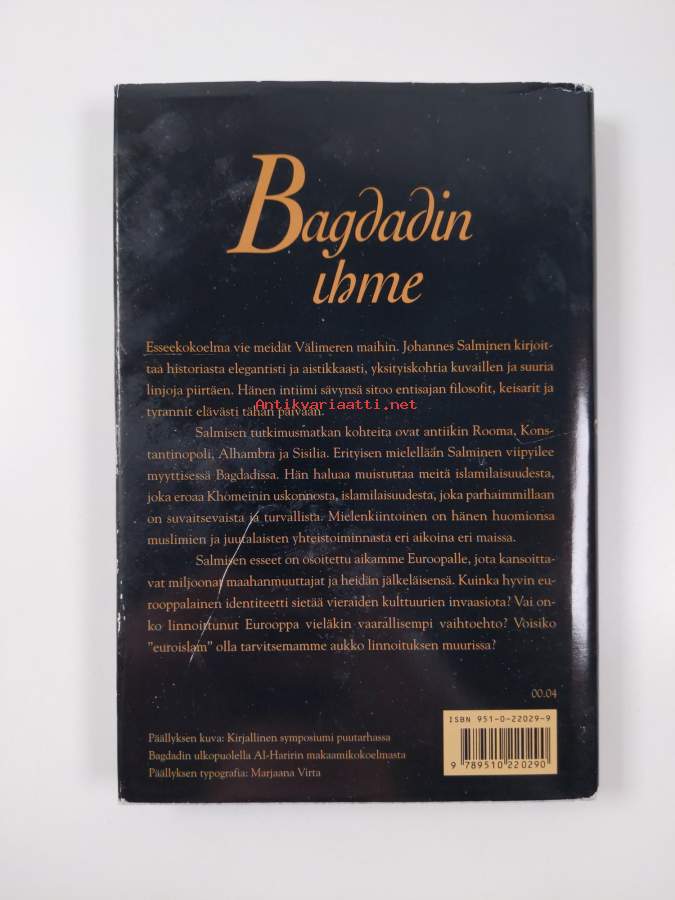 Bagdadin
ihme
Esseekokoelma vie meidät Välimeren maihin. Johannes Salminen kirjoit-
taa historiasta elegantisti ja aistikkaasti, yksityiskohtia kuvaillen ja suuria
linjoja piirtäen. Hänen intiimi sävynsä sitoo entisajan filosofit, keisarit ja
tyrannit elävästi tähän päivään.
Antikvariaatti.net
Salmisen tutkimusmatkan kohteita ovat antiikin Rooma, Kons-
tantinopoli, Alhambra ja Sisilia. Erityisen mielellään Salminen viipyilee
myyttisessä Bagdadissa. Hän haluaa muistuttaa meitä islamilaisuudesta,
joka eroaa Khomeinin uskonnosta, islamilaisuudesta, joka parhaimmillaan
on suvaitsevaista ja turvallista. Mielenkiintoinen on hänen huomionsa
muslimien ja juutalaisten yhteistoiminnasta eri aikoina eri maissa.
Salmisen esseet on osoitettu aikamme Euroopalle, jota kansoitta-
vat miljoonat maahanmuuttajat ja heidän jälkeläisensä. Kuinka hyvin eu-
rooppalainen identiteetti sietää vieraiden kulttuurien invaasiota? Vai on-
ko linnoittunut Eurooppa vieläkin vaarallisempi vaihtoehto? Voisiko
"euroislam" olla tarvitsemamme aukko linnoituksen muurissa?
00.04
ISBN 951-0-22029-9
Päällyksen kuva: Kirjallinen symposiumi puutarhassa
Bagdadin ulkopuolella Al-Haririn makaamikokoelmasta
Päällyksen typografia: Marjaana Virta
9 789510 220290